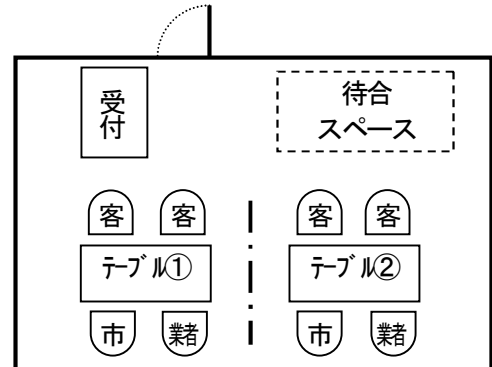 受付
待合
スペース
客 客 客 客
テーブル① テーブル②
市 業者 市 業者